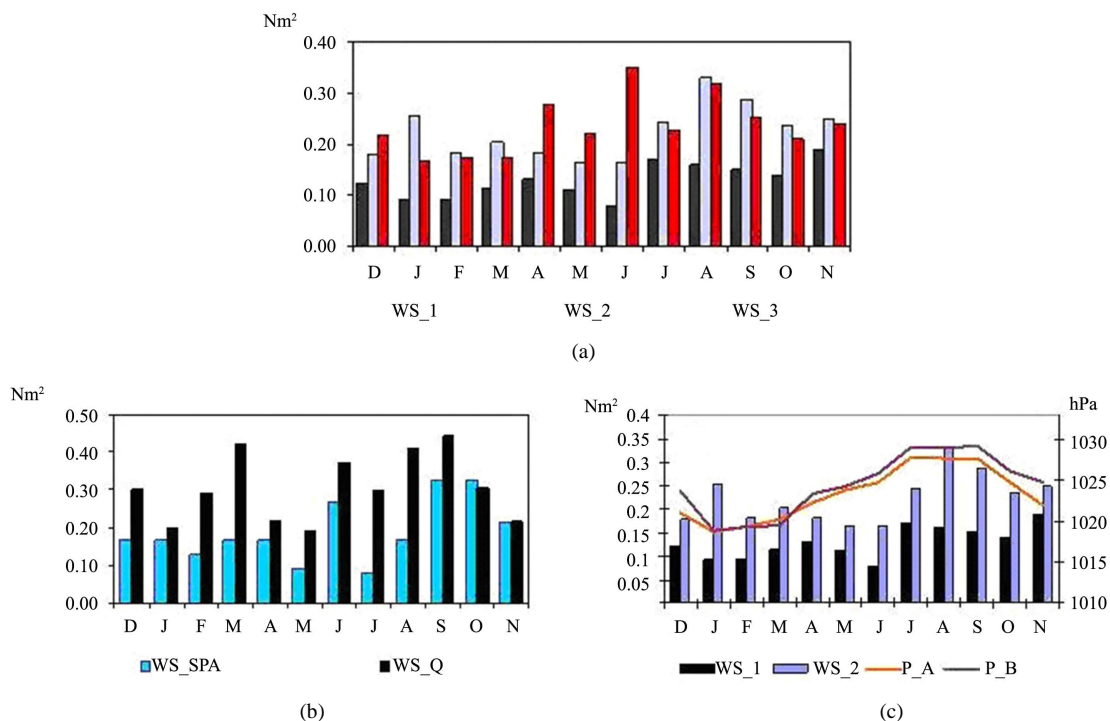 Nm²
0.40
0.30
0.20
0.10
0.00
D J F M A M J J A S O N
WS_1 WS_2 WS_3
(a)
Nm²
0.50
0.40
0.30
0.20
0.10
0.00
D J F M A M J J A S O N
WS_SPA WS_Q
(b)
Nm² hPa
0.4
0.35
0.3
0.25
0.2
0.15
0.1
0.05
1030
1025
1020
1015
1010
D J F M A M J J A S O N
WS_1 WS_2 P_A P_B
(c)